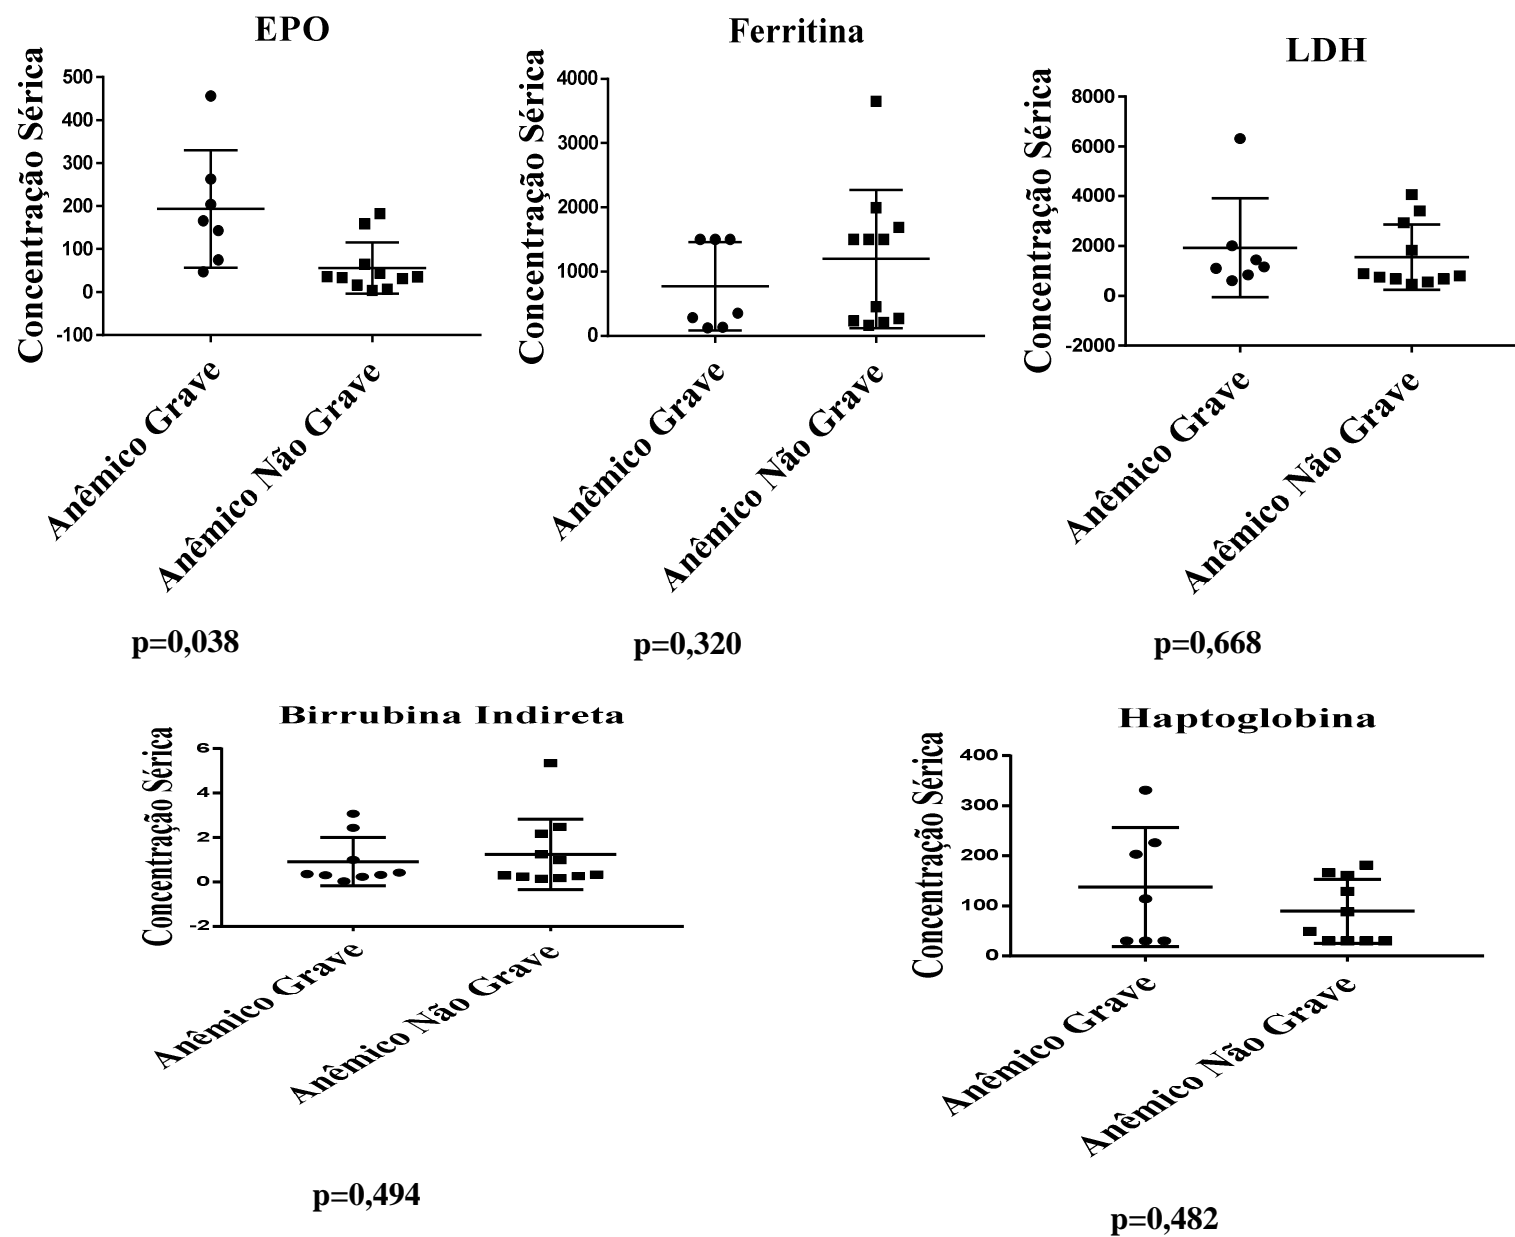 EPO
Concentração Sérica
500
400
300
200
100
0
-100
Anêmico Grave
Anêmico Não Grave
p=0,038
Ferritina
Concentração Sérica
4000
3000
2000
1000
0
Anêmico Grave
Anêmico Não Grave
p=0,320
LDH
Concentração Sérica
8000
6000
4000
2000
0
-2000
Anêmico Grave
Anêmico Não Grave
p=0,668
Birrubina Indireta
Concentração Sérica
6
4
2
0
-2
Anêmico Grave
Anêmico Não Grave
p=0,494
Haptoglobina
Concentração Sérica
400
300
200
100
0
Anêmico Grave
Anêmico Não Grave
p=0,482